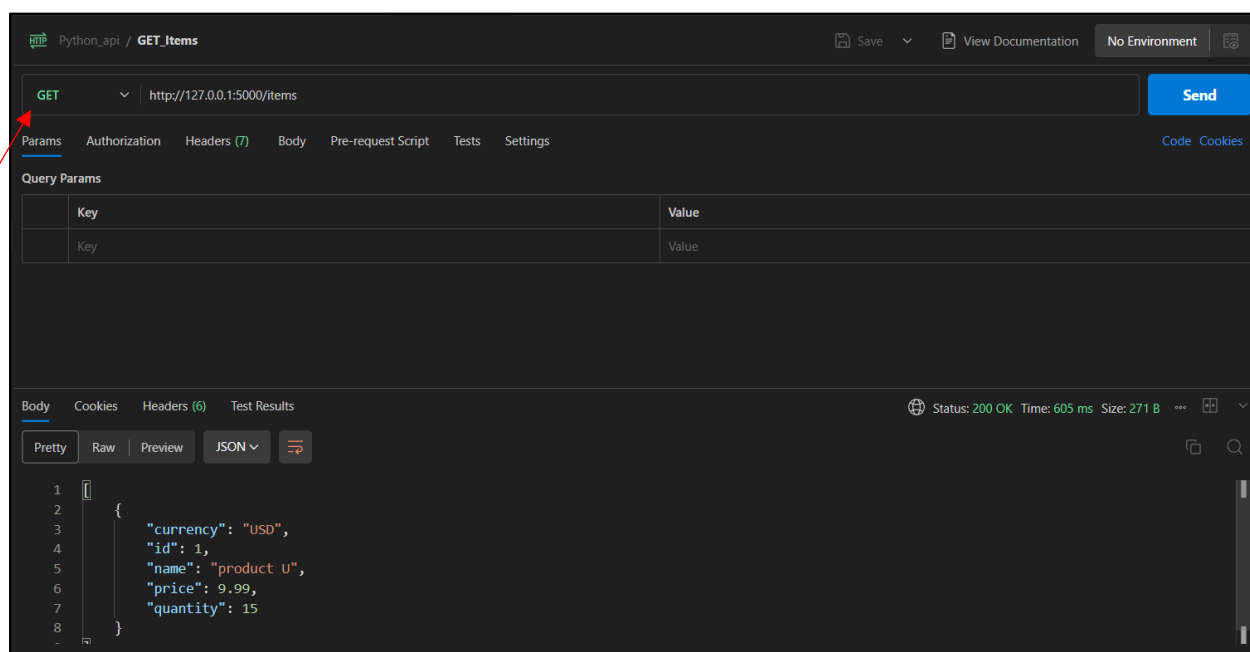 HTTP Python_api / GET_Items Save View Documentation No Environment
GET http://127.0.0.1:5000/items Send
Params Authorization Headers (7) Body Pre-request Script Tests Settings Code Cookies
Query Params
Key Value
Key Value
Body Cookies Headers (6) Test Results Status: 200 OK Time: 605 ms Size: 271 B
Pretty Raw Preview JSON
1 [
2 {
3 "currency": "USD",
4 "id": 1,
5 "name": "product U",
6 "price": 9.99,
7 "quantity": 15
8 }